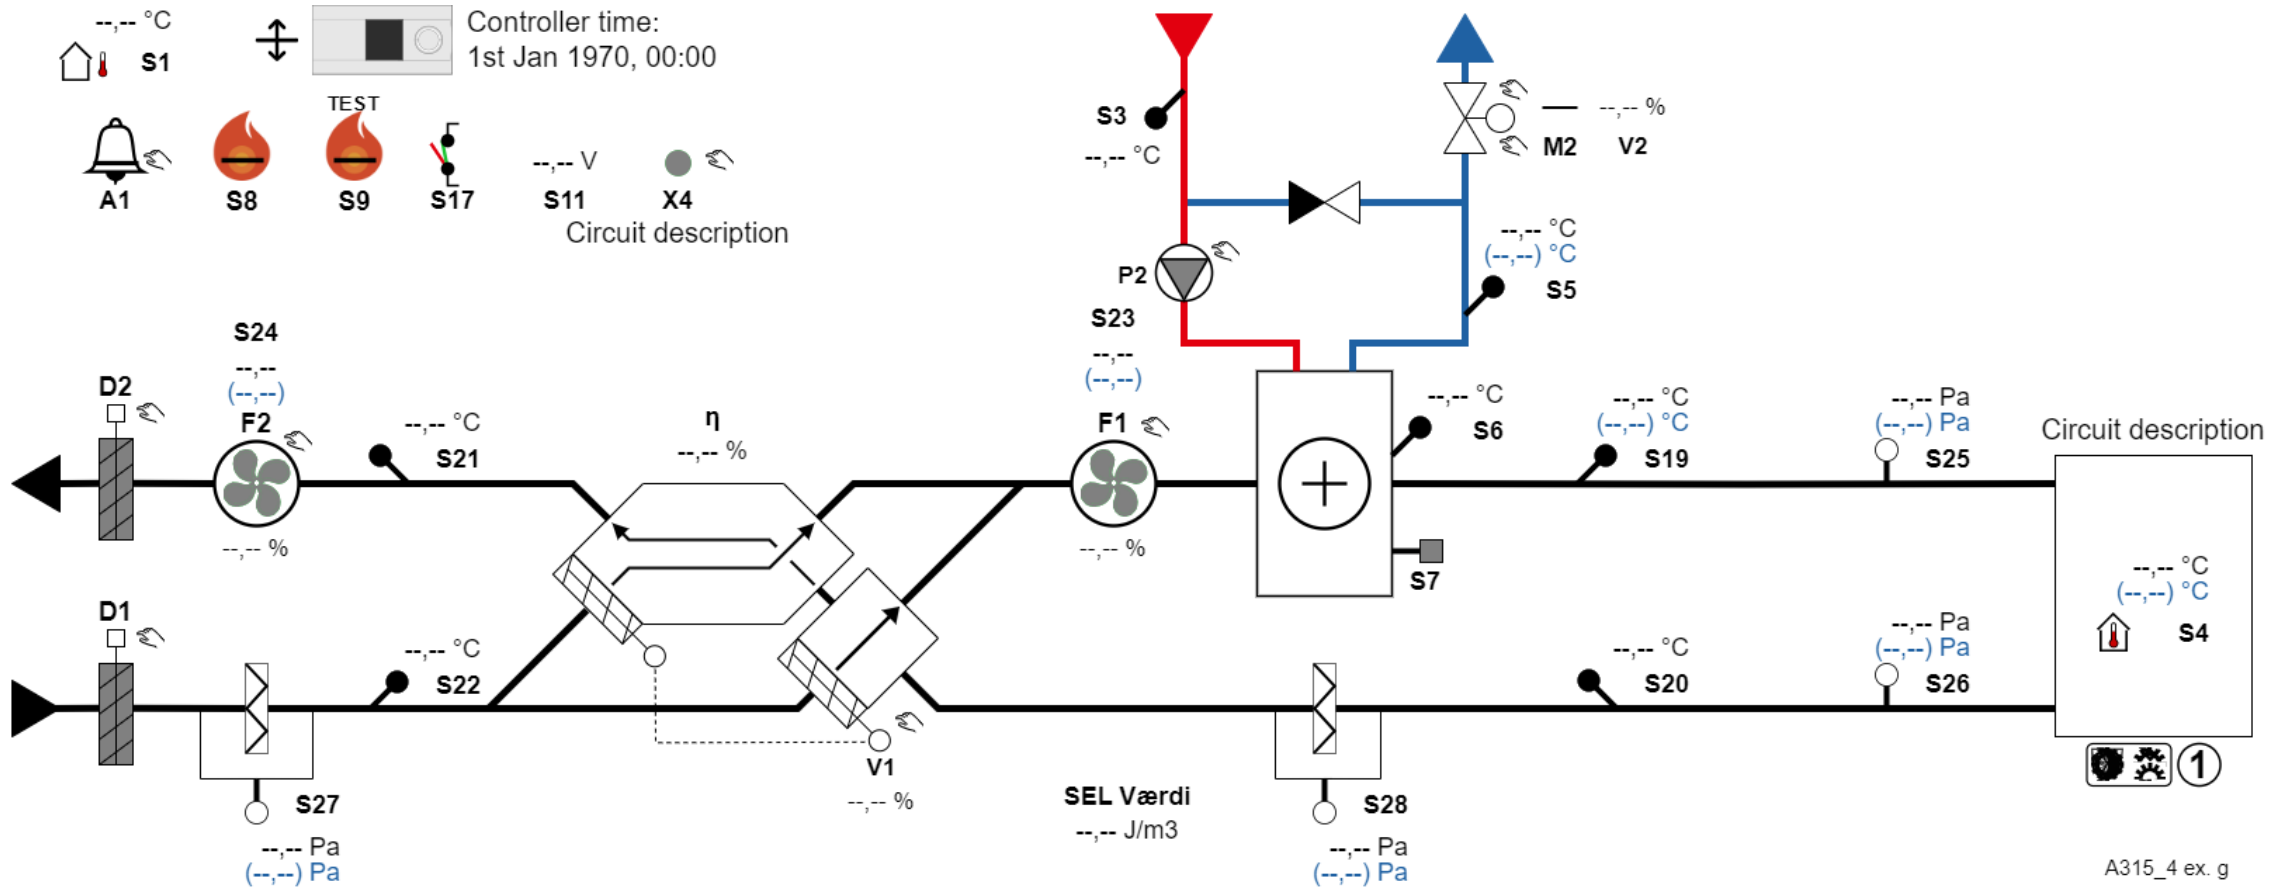 --,-- °C
S1
Controller time:
1st Jan 1970, 00:00
TEST
A1
S8
S9
S17
--,-- V
S11
X4
Circuit description
S3
--,-- °C
--,-- %
M2
V2
--,-- °C
(--,--) °C
S5
P2
S23
--,--
(--,--)
F1
--,-- %
S24
--,--
(--,--)
F2
--,-- %
D2
--,-- °C
S21
η
--,-- %
--,-- °C
S6
S7
--,-- °C
(--,--) °C
S19
--,-- Pa
(--,--) Pa
S25
Circuit description
--,-- °C
(--,--) °C
S4
1
D1
--,-- °C
S22
S27
--,-- Pa
(--,--) Pa
V1
--,-- %
SEL Værdi
--,-- J/m3
S28
--,-- Pa
(--,--) Pa
--,-- °C
S20
--,-- Pa
(--,--) Pa
S26
A315_4 ex. g